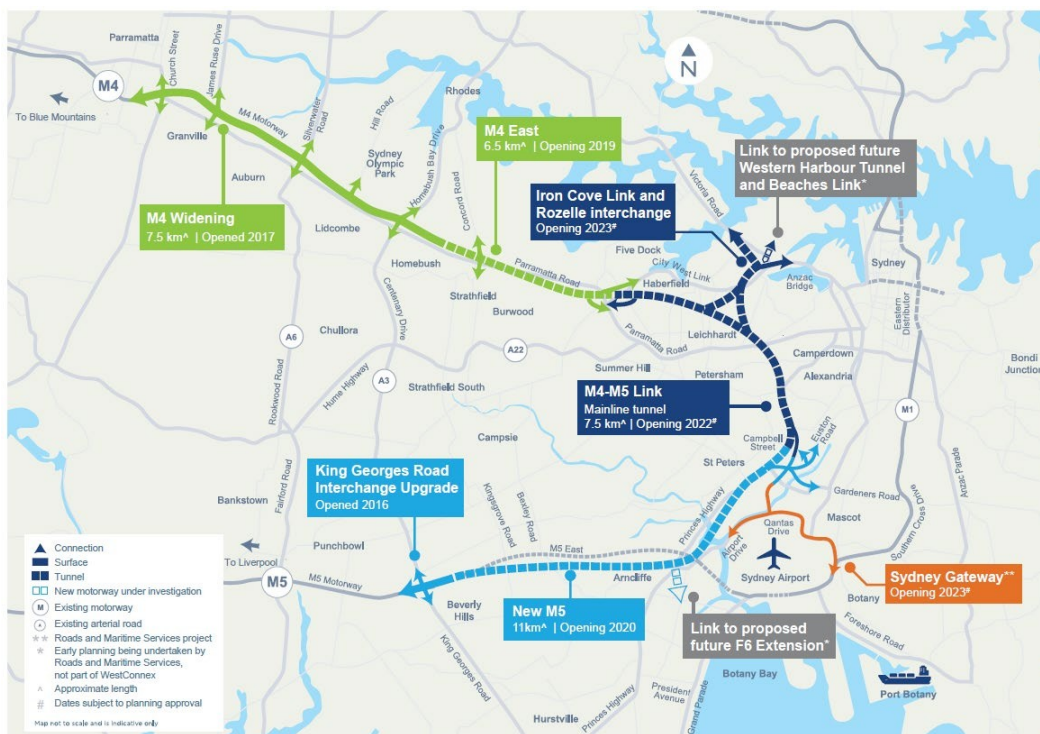 Parramatta
Church Street
James Ruse Drive
M4
To Blue Mountains
Granville
M4 Motorway
Silverwater
Road
Hill Road
Rhodes
Sydney
Olympic
Park
Homebush Bay Drive
Auburn
Concord Road
M4 East
6.5 km^ | Opening 2019
Victoria Road
Link to proposed future
Western Harbour Tunnel
and Beaches Link*
Iron Cove Link and
Rozelle interchange
Opening 2023#
M4 Widening
7.5 km^ | Opened 2017
Lidcombe
Homebush
Parramatta Road
Five Dock
City West Link
Haberfield
Anzac
Bridge
Sydney
Eastern
Distributor
Strathfield
Burwood
Centenary Drive
Chullora
A6
A22
Leichhardt
Parramatta Road
Summer Hill
Petersham
Camperdown
Alexandria
Bondi
Junction
Rookwood Road
Hume Highway
A3
Strathfield South
M4-M5 Link
Mainline tunnel
7.5 km^ | Opening 2022#
M1
Campsie
Campbell
Street
Euston
Road
St Peters
King Georges Road
Interchange Upgrade
Opened 2016
Fairford Road
Bankstown
Kingsgrove Road
Bexley Road
Princes Highway
Gardeners Road
Anzac Parade
Southern Cross Drive
Mascot
Qantas
Drive
Airport
Drive
Punchbowl
M5 East
To Liverpool
M5
M5 Motorway
Arncliffe
Sydney Airport
Sydney Gateway**
Opening 2023#
Botany
Beverly
Hills
New M5
11km^ | Opening 2020
Link to proposed
future F6 Extension*
Foreshore Road
King Georges Road
Botany Bay
Port Botany
President
Avenue
Grand Parade
Princes Highway
Hurstville
N
Connection
Surface
Tunnel
New motorway under investigation
M Existing motorway
A Existing arterial road
★★ Roads and Maritime Services project
★ Early planning being undertaken by
Roads and Maritime Services,
not part of WestConnex
^ Approximate length
# Dates subject to planning approval
Map not to scale and is indicative only